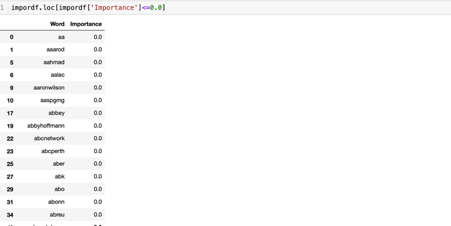 1 impordf.loc[impordf['Importance']<=0.0]
Word Importance
0 aa 0.0
1 aaarod 0.0
5 aahmad 0.0
6 aalac 0.0
9 aaronwilson 0.0
10 aaspgmg 0.0
17 abbey 0.0
19 abbyhoffmann 0.0
22 abcnetwork 0.0
23 abcperth 0.0
25 aber 0.0
27 abk 0.0
29 abo 0.0
31 abonn 0.0
34 abreu 0.0